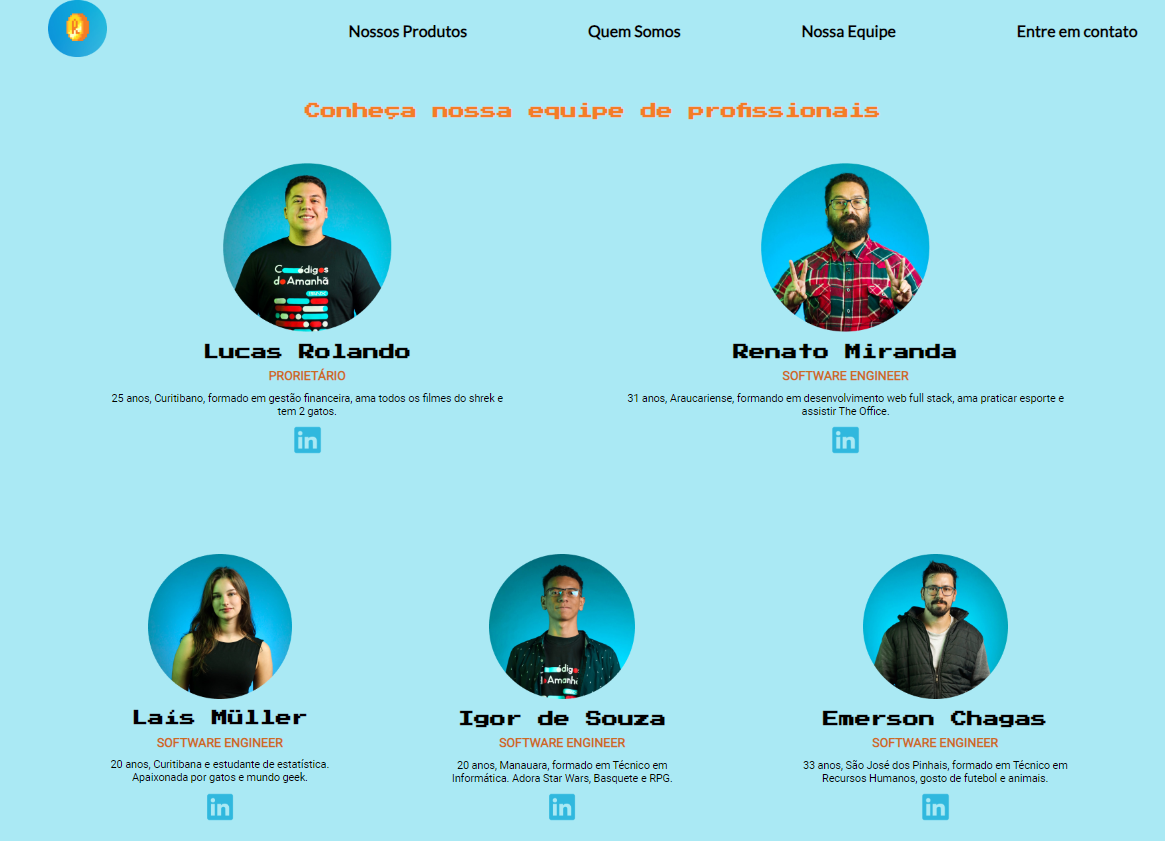 R
Nossos Produtos Quem Somos Nossa Equipe Entre em contato
Conheça nossa equipe de profissionais
C ódigos
do Amanhã
Lucas Rolando
PRORIETÁRIO
25 anos, Curitibano, formado em gestão financeira, ama todos os filmes do shrek e
tem 2 gatos.
in
Renato Miranda
SOFTWARE ENGINEER
31 anos, Araucariense, formando em desenvolvimento web full stack, ama praticar esporte e
assistir The Office.
in
Laís Müller
SOFTWARE ENGINEER
20 anos, Curitibana e estudante de estatística.
Apaixonada por gatos e mundo geek.
in
ódigo
Amanh
Igor de Souza
SOFTWARE ENGINEER
20 anos, Manauara, formado em Técnico em
Informática. Adora Star Wars, Basquete e RPG.
in
Emerson Chagas
SOFTWARE ENGINEER
33 anos, São José dos Pinhais, formado em Técnico em
Recursos Humanos, gosto de futebol e animais.
in